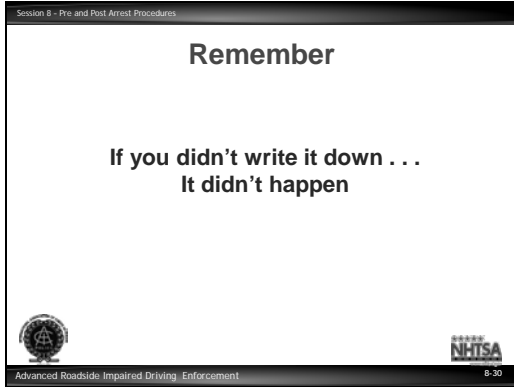 Session 8 - Pre and Post Arrest Procedures
Remember
If you didn't write it down . . .
It didn't happen
NHTSA
Advanced Roadside Impaired Driving Enforcement
8-30